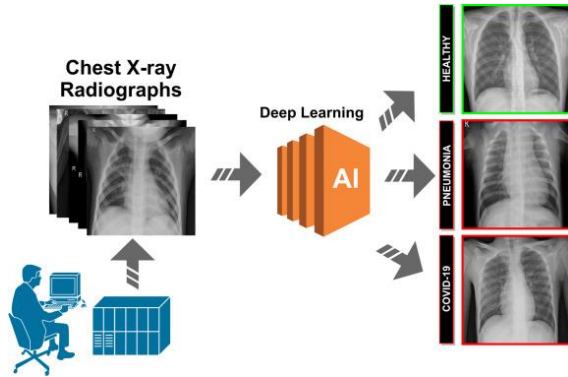 Chest X-ray
Radiographs
Deep Learning
AI
HEALTHY
PNEUMONIA
COVID-19
R
R
R
K